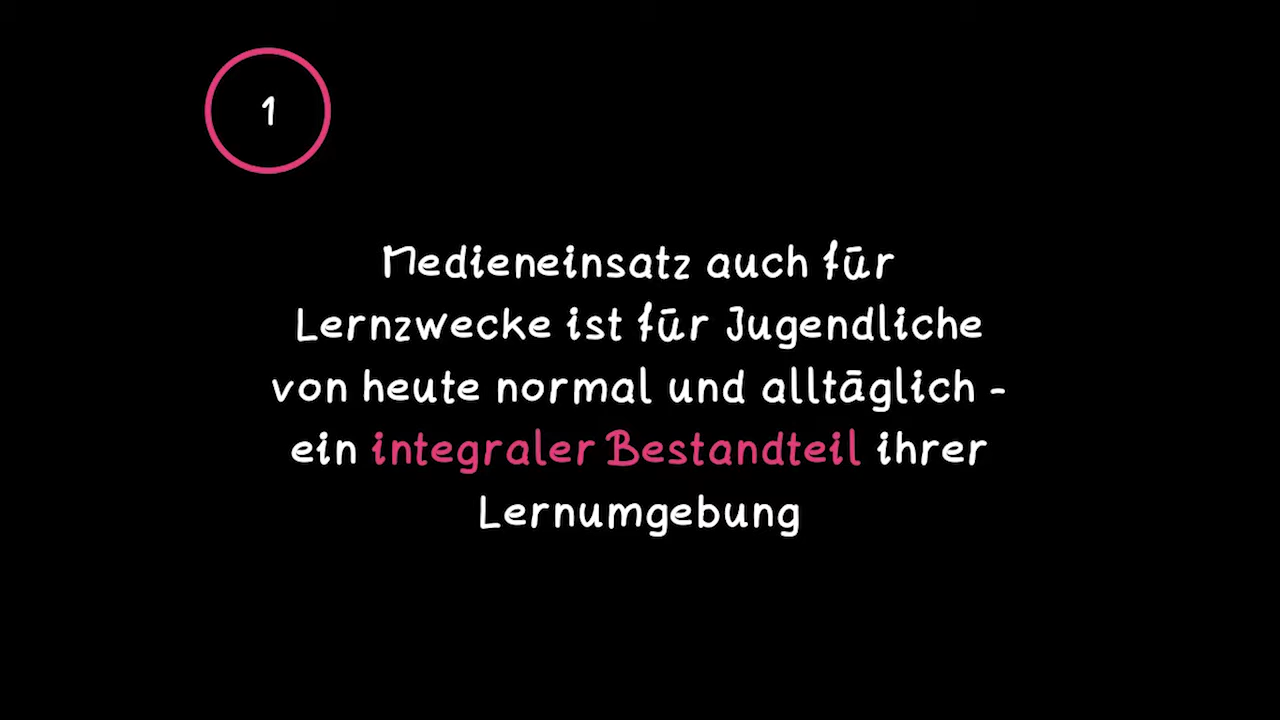 1
Medieneinsatz auch für
Lernzwecke ist für Jugendliche
von heute normal und alltäglich -
ein integraler Bestandteil ihrer
Lernumgebung